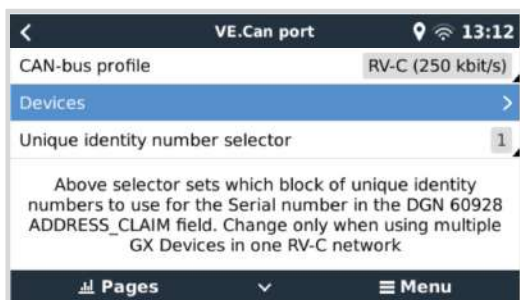 VE.Can port 13:12
CAN-bus profile RV-C (250 kbit/s)
Devices
Unique identity number selector 1
Above selector sets which block of unique identity
numbers to use for the Serial number in the DGN 60928
ADDRESS_CLAIM field. Change only when using multiple
GX Devices in one RV-C network
Pages Menu